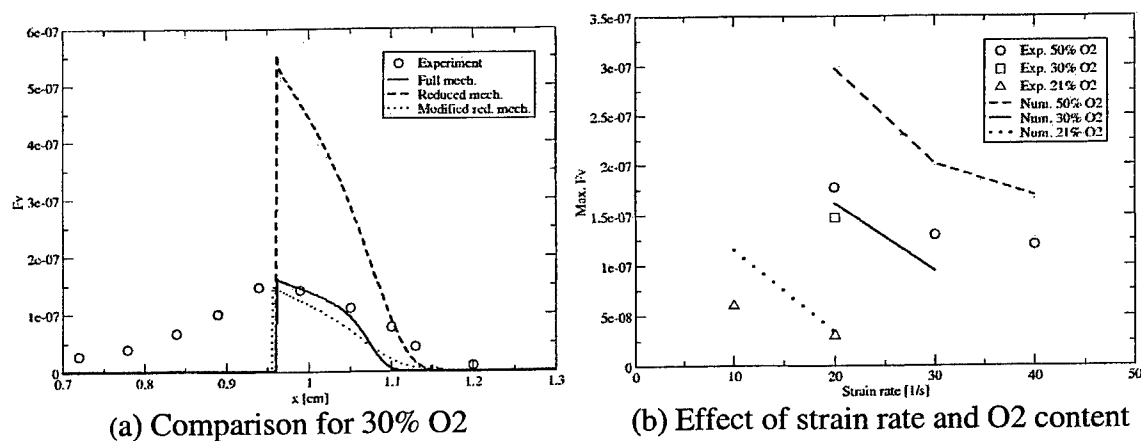 6e-07
5e-07
4e-07
3e-07
2e-07
1e-07
0
Fv
0.7 0.8 0.9 1 1.1 1.2 1.3
x [cm]
Experiment
Full mech.
Reduced mech.
Modified red. mech.
(a) Comparison for 30% O2
3.5e-07
3e-07
2.5e-07
2e-07
1.5e-07
1e-07
5e-08
0
Max. Fv
0 10 20 30 40 50
Strain rate [1/s]
Exp. 50% O2
Exp. 30% O2
Exp. 21% O2
Num. 50% O2
Num. 30% O2
Num. 21% O2
(b) Effect of strain rate and O2 content